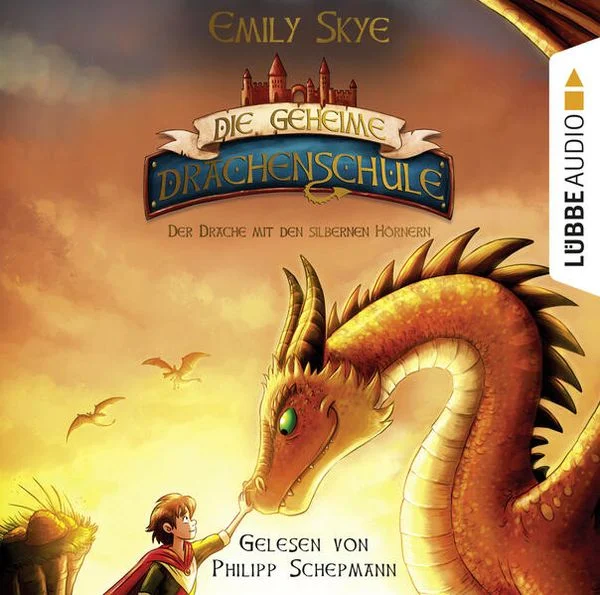 EMILY SKYE
DIE GEHEIME
DRACHENSCHULE
DER DRACHE MIT DEN SILBERNEN HÖRNERN
LÜBBE AUDIO
GELESEN VON
PHILIPP SCHEPMANN